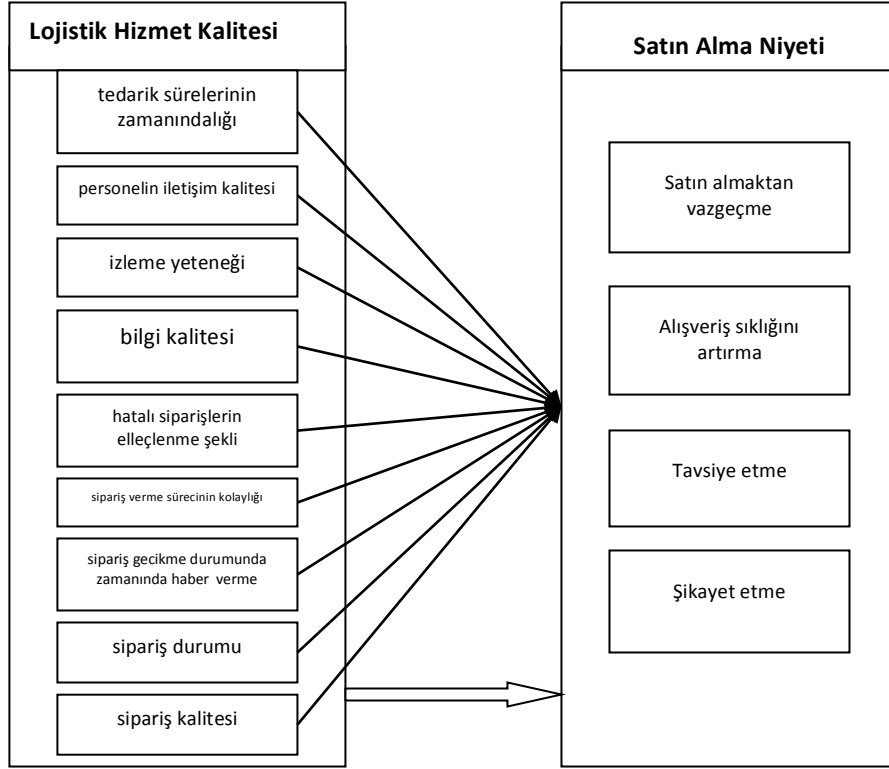 Lojistik Hizmet Kalitesi
tedarik sürelerinin
zamanındalığı
personelin iletişim kalitesi
izleme yeteneği
bilgi kalitesi
hatalı siparişlerin
elleçlenme şekli
sipariş verme sürecinin kolaylığı
sipariş gecikme durumunda
zamanında haber verme
sipariş durumu
sipariş kalitesi
Satın Alma Niyeti
Satın almaktan
vazgeçme
Alışveriş sıklığını
artırma
Tavsiye etme
Şikayet etme